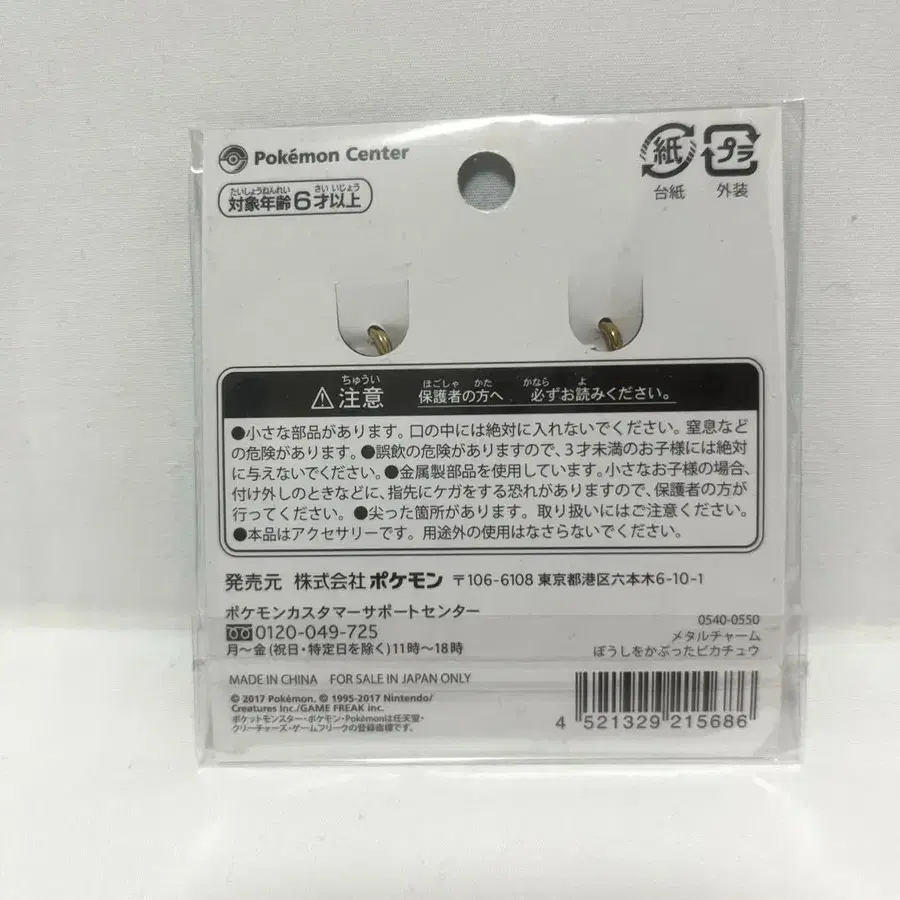 Pokémon Center
たいしょうねんれい さい いじょう
対象年齢6才以上
紙 プラ
台紙 外装
ちゅうい ほごしゃ かた かなら よ
注意 保護者の方へ 必ずお読みください。
●小さな部品があります。口の中には絶対に入れないでください。窒息など
の危険があります。●誤飲の危険がありますので、3才未満のお子様には絶対
に与えないでください。●金属製部品を使用しています。小さなお子様の場合、
付け外しのときなどに、指先にケガをする恐れがありますので、保護者の方が
行ってください。●尖った箇所があります。取り扱いにはご注意ください。
●本品はアクセサリーです。用途外の使用はなさらないでください。
発売元 株式会社ポケモン 〒106-6108 東京都港区六本木6-10-1
ポケモンカスタマーサポートセンター
0120-049-725
月～金(祝日・特定日を除く)11時～18時
0540-0550
メタルチャーム
ぼうしをかぶったピカチュウ
MADE IN CHINA FOR SALE IN JAPAN ONLY
© 2017 Pokémon. © 1995-2017 Nintendo/
Creatures Inc./GAME FREAK inc.
ポケットモンスター・ポケモン・Pokémonは任天堂・
クリーチャーズ・ゲームフリークの登録商標です。
4 521329 215686